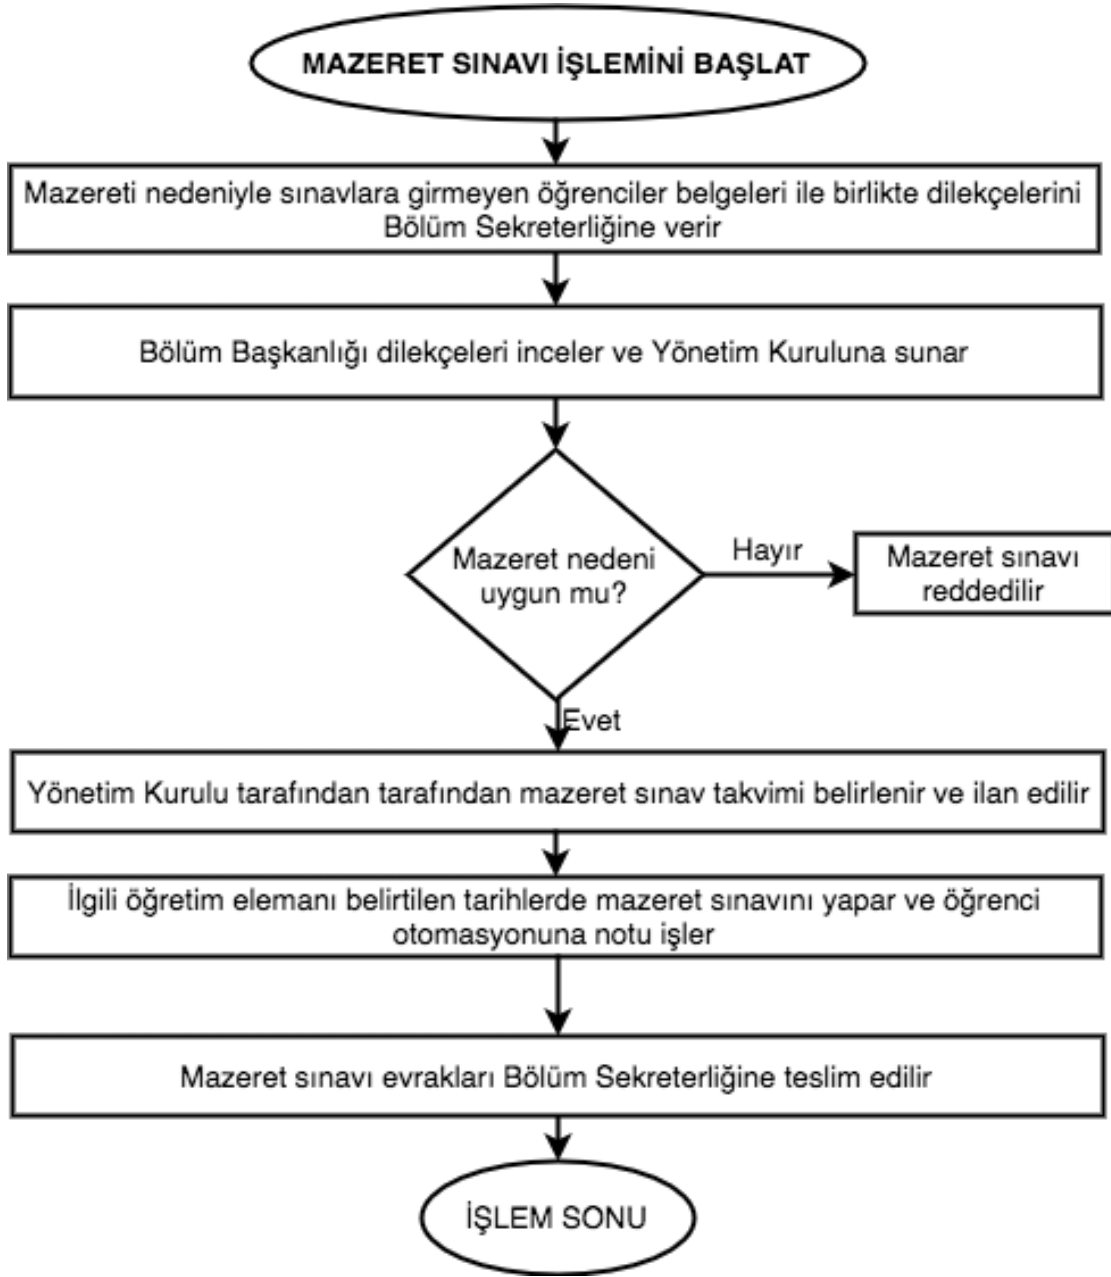 MAZERET SINAVI İŞLEMİNİ BAŞLAT
Mazereti nedeniyle sınavlara girmeyen öğrenciler belgeleri ile birlikte dilekçelerini
Bölüm Sekreterliğine verir
Bölüm Başkanlığı dilekçeleri inceler ve Yönetim Kuruluna sunar
Mazeret nedeni
uygun mu?
Hayır
Mazeret sınavı
reddedilir
Evet
Yönetim Kurulu tarafından tarafından mazeret sınav takvimi belirlenir ve ilan edilir
İlgili öğretim elemanı belirtilen tarihlerde mazeret sınavını yapar ve öğrenci
otomasyonuna notu işler
Mazeret sınavı evrakları Bölüm Sekreterliğine teslim edilir
İŞLEM SONU